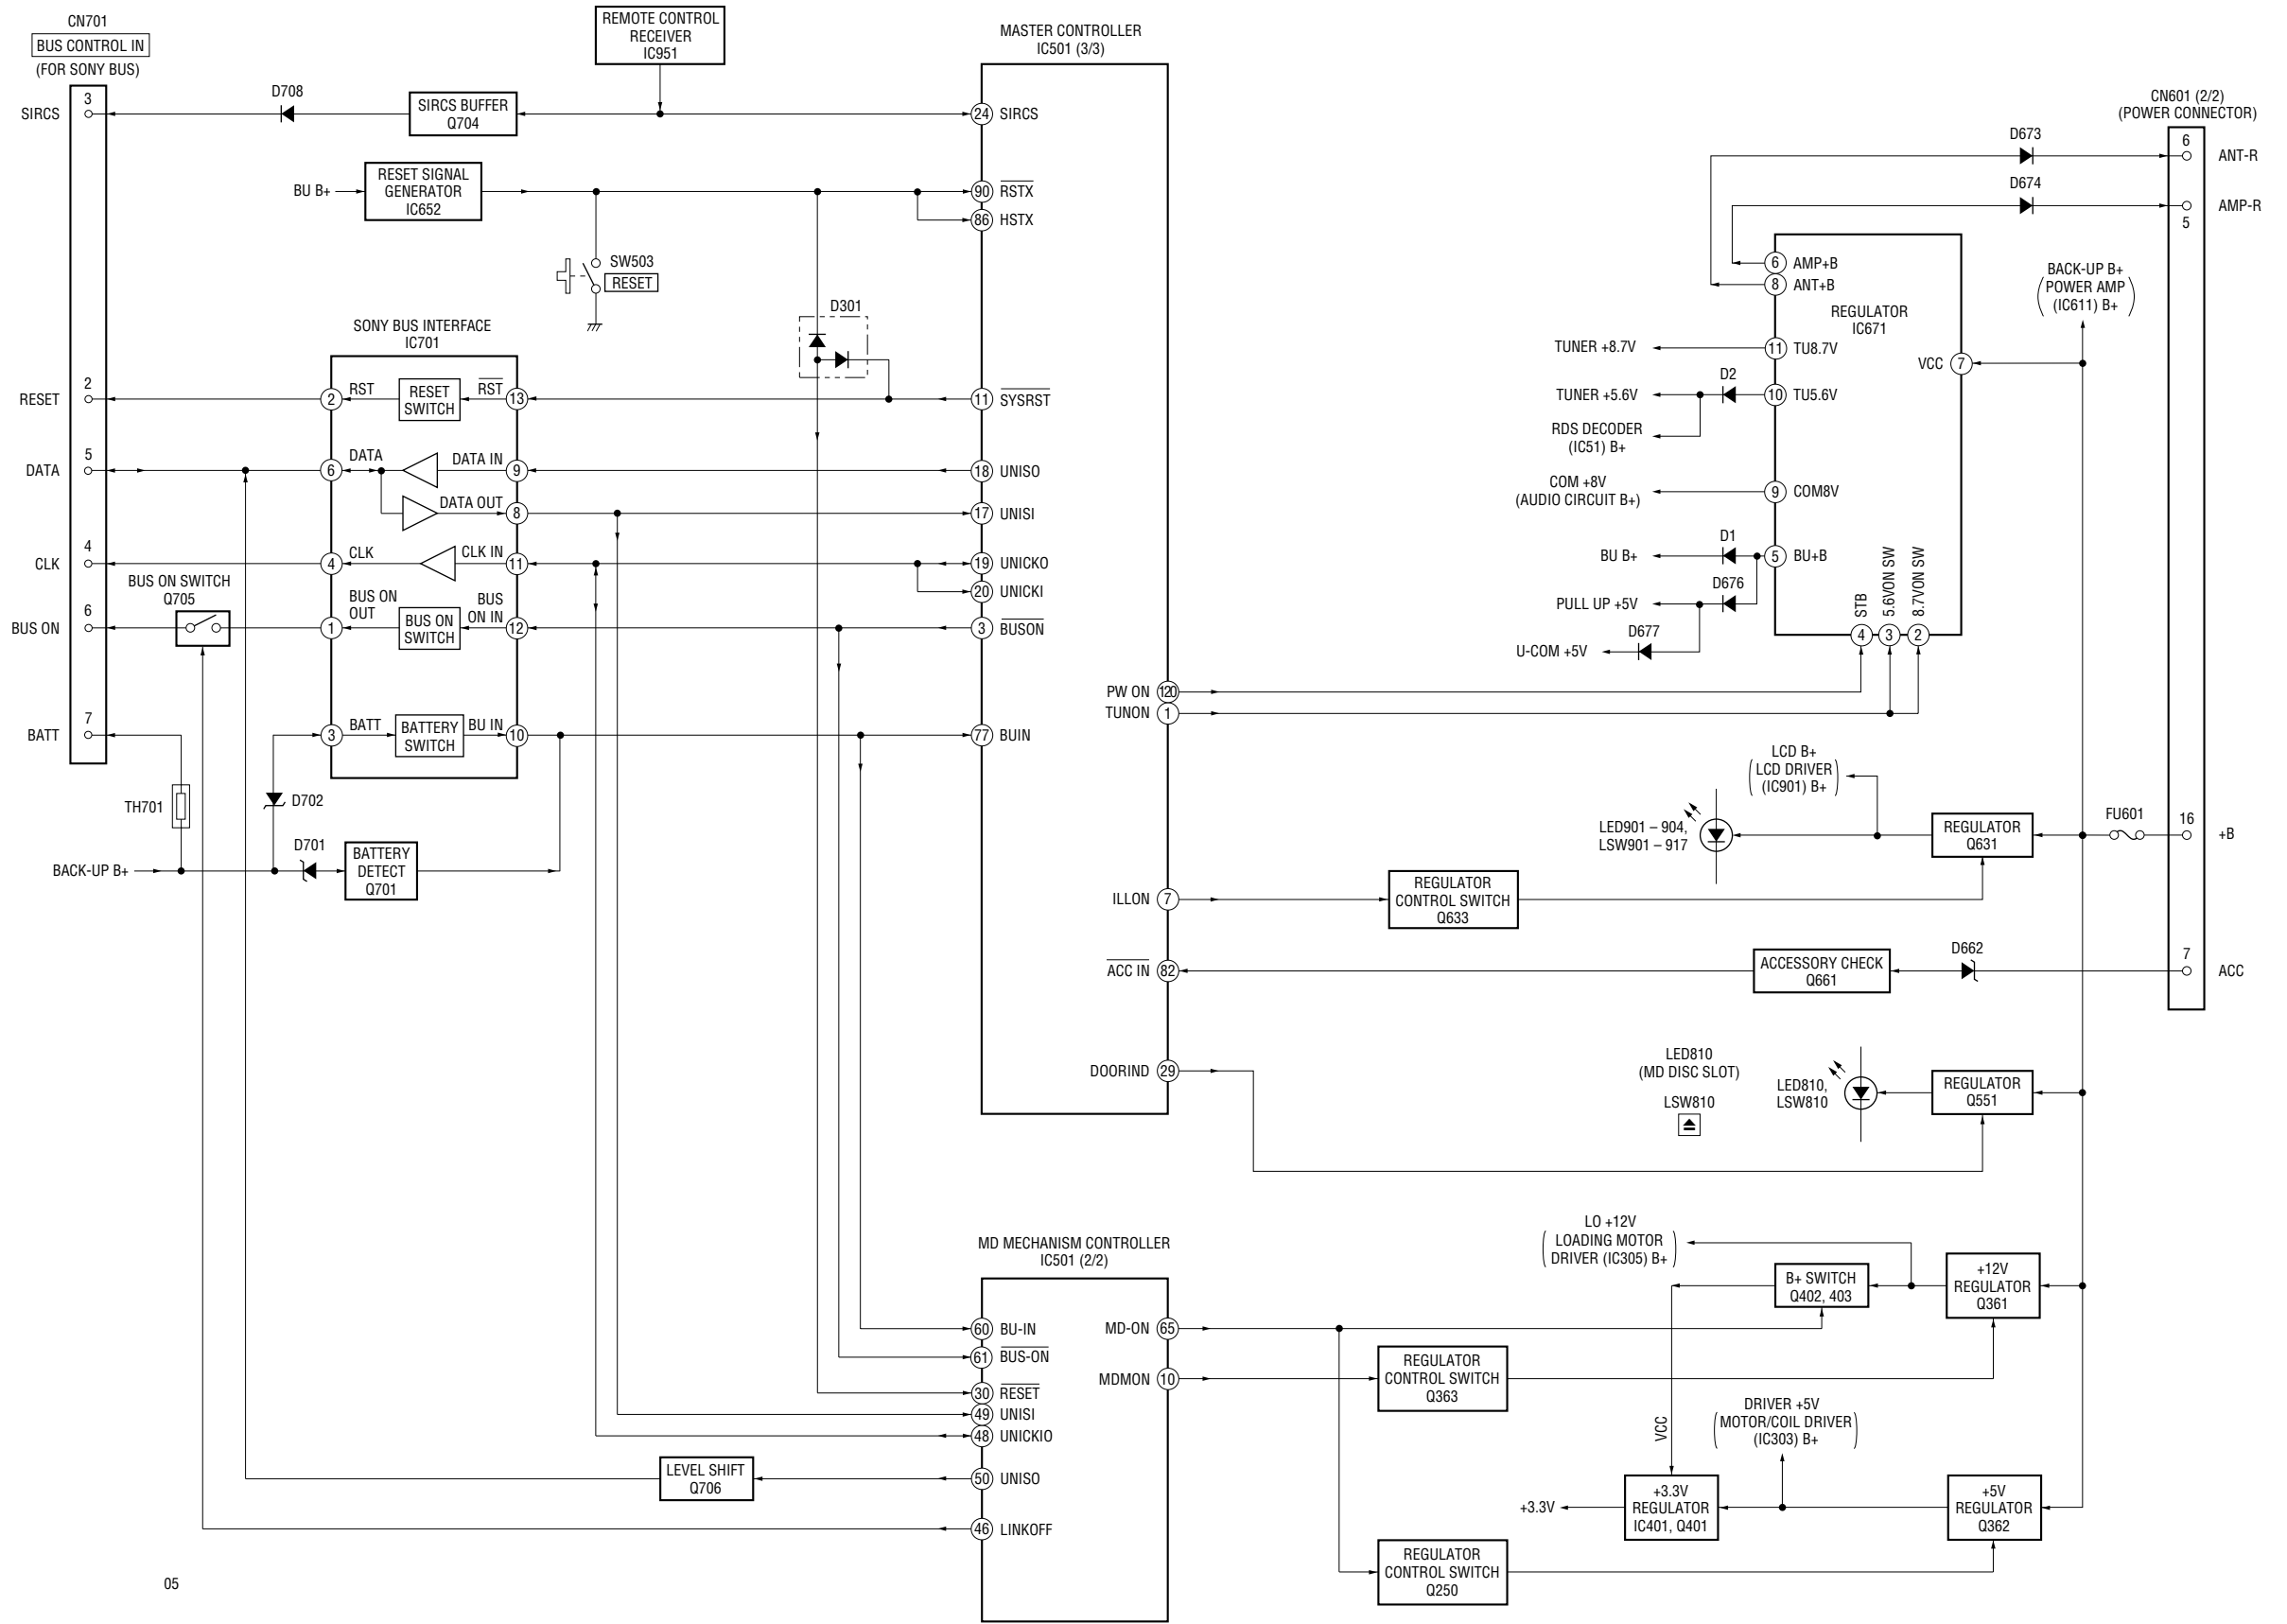 CN701
BUS CONTROL IN
(FOR SONY BUS)
3
SIRCS
D708
SIRCS BUFFER
Q704
REMOTE CONTROL
RECEIVER
IC951
MASTER CONTROLLER
IC501 (3/3)
24 SIRCS
BU B+
RESET SIGNAL
GENERATOR
IC652
90 RSTX
86 HSTX
SW503
RESET
D301
SONY BUS INTERFACE
IC701
2
RESET
2 RST
RESET
SWITCH
RST 13
11 SYSRST
5
DATA
6 DATA
DATA IN 9
18 UNISO
DATA OUT 8
17 UNISI
4
CLK
4 CLK
CLK IN 11
19 UNICKO
20 UNICKI
BUS ON SWITCH
Q705
6
BUS ON
BUS ON
OUT
1
BUS ON
SWITCH
BUS
ON IN
12
3 BUSON
7
BATT
3 BATT
BATTERY
SWITCH
BU IN 10
77 BUIN
TH701
D702
BACK-UP B+
D701
BATTERY
DETECT
Q701
PW ON 120
TUNON 1
ILLON 7
ACC IN 82
DOORIND 29
CN601 (2/2)
(POWER CONNECTOR)
D673
6
ANT-R
D674
AMP-R
5
6 AMP+B
8 ANT+B
REGULATOR
IC671
BACK-UP B+
POWER AMP
(IC611) B+
TUNER +8.7V
11 TU8.7V
VCC 7
D2
TUNER +5.6V
10 TU5.6V
RDS DECODER
(IC51) B+
COM +8V
(AUDIO CIRCUIT B+)
9 COM8V
D1
BU B+
5 BU+B
D676
PULL UP +5V
D677
U-COM +5V
STB
5.6VON SW
8.7VON SW
4 3 2
LCD B+
LCD DRIVER
(IC901) B+
LED901 – 904,
LSW901 – 917
REGULATOR
Q631
FU601
16
+B
REGULATOR
CONTROL SWITCH
Q633
ACCESSORY CHECK
Q661
D662
7
ACC
LED810
(MD DISC SLOT)
LSW810
LED810,
LSW810
REGULATOR
Q551
MD MECHANISM CONTROLLER
IC501 (2/2)
60 BU-IN
61 BUS-ON
30 RESET
49 UNISI
48 UNICKIO
50 UNISO
46 LINKOFF
MD-ON 65
MDMON 10
LEVEL SHIFT
Q706
LO +12V
LOADING MOTOR
DRIVER (IC305) B+
B+ SWITCH
Q402, 403
+12V
REGULATOR
Q361
REGULATOR
CONTROL SWITCH
Q363
VCC
DRIVER +5V
MOTOR/COIL DRIVER
(IC303) B+
+3.3V
+3.3V
REGULATOR
IC401, Q401
+5V
REGULATOR
Q362
REGULATOR
CONTROL SWITCH
Q250
05